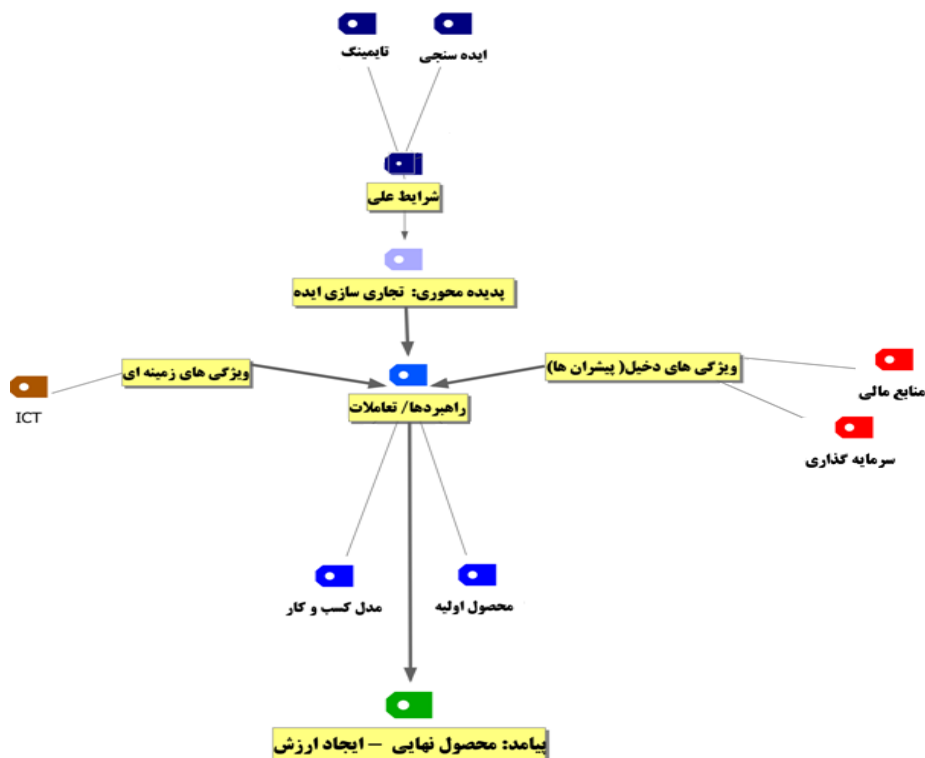 ایده سنجی
تایمینگ
شرایط علی
پدیده محوری: تجاری سازی ایده
ویژگی های دخیل( پیشران ها)
ویژگی های زمینه ای
منابع مالی
ICT
راهبردها/ تعاملات
سرمایه گذاری
محصول اولیه
مدل کسب و کار
پیامد: محصول نهایی – ایجاد ارزش